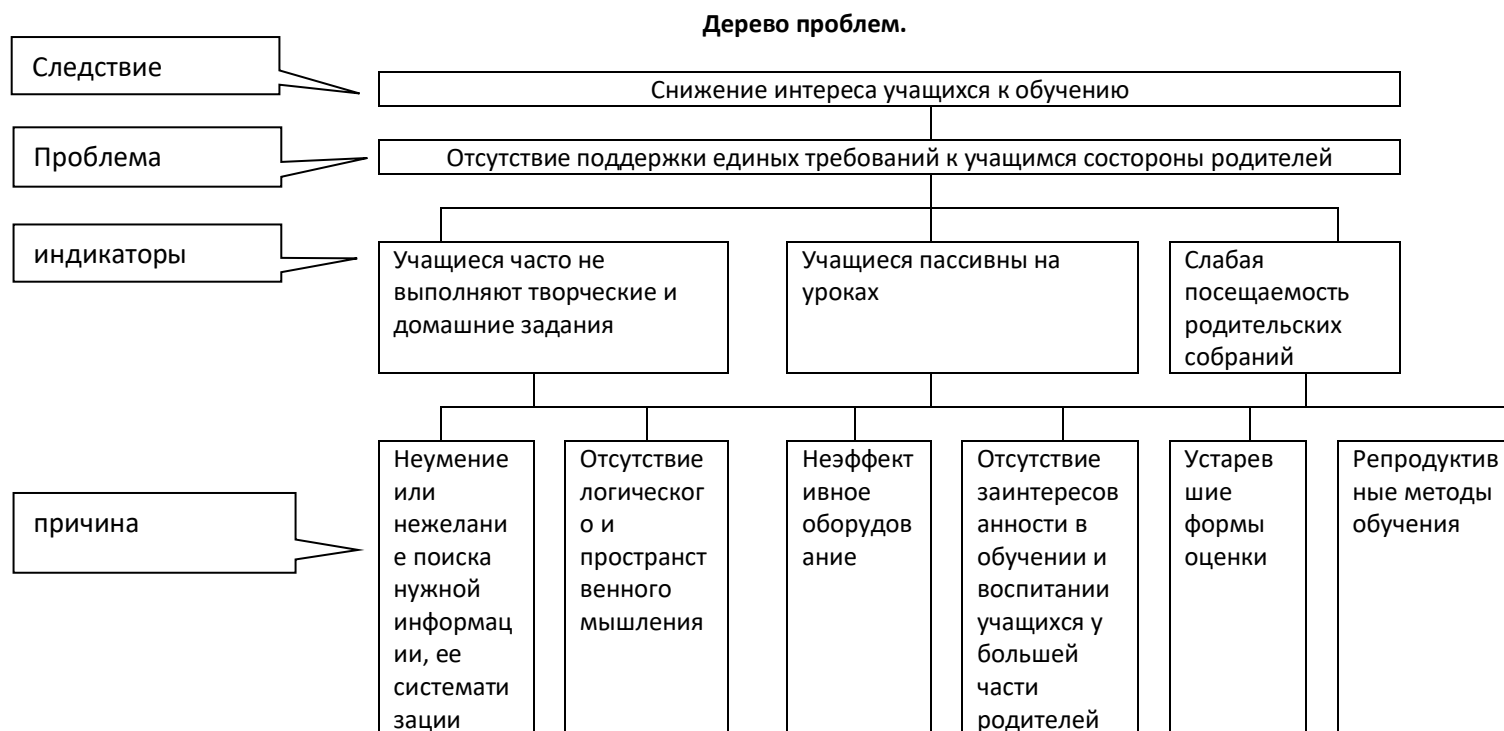 Дерево проблем.
Следствие
Снижение интереса учащихся к обучению
Проблема
Отсутствие поддержки единых требований к учащимся состороны родителей
индикаторы
Учащиеся часто не
выполняют творческие и
домашние задания
Учащиеся пассивны на
уроках
Слабая
посещаемость
родительских
собраний
причина
Неумение
или
нежелани
е поиска
нужной
информац
ии, ее
системати
зации
Отсутствие
логическог
о и
пространст
венного
мышления
Неэффект
ивное
оборудов
ание
Отсутствие
заинтересов
анности в
обучении и
воспитании
учащихся у
большей
части
родителей
Устарев
шие
формы
оценки
Репродуктив
ные методы
обучения